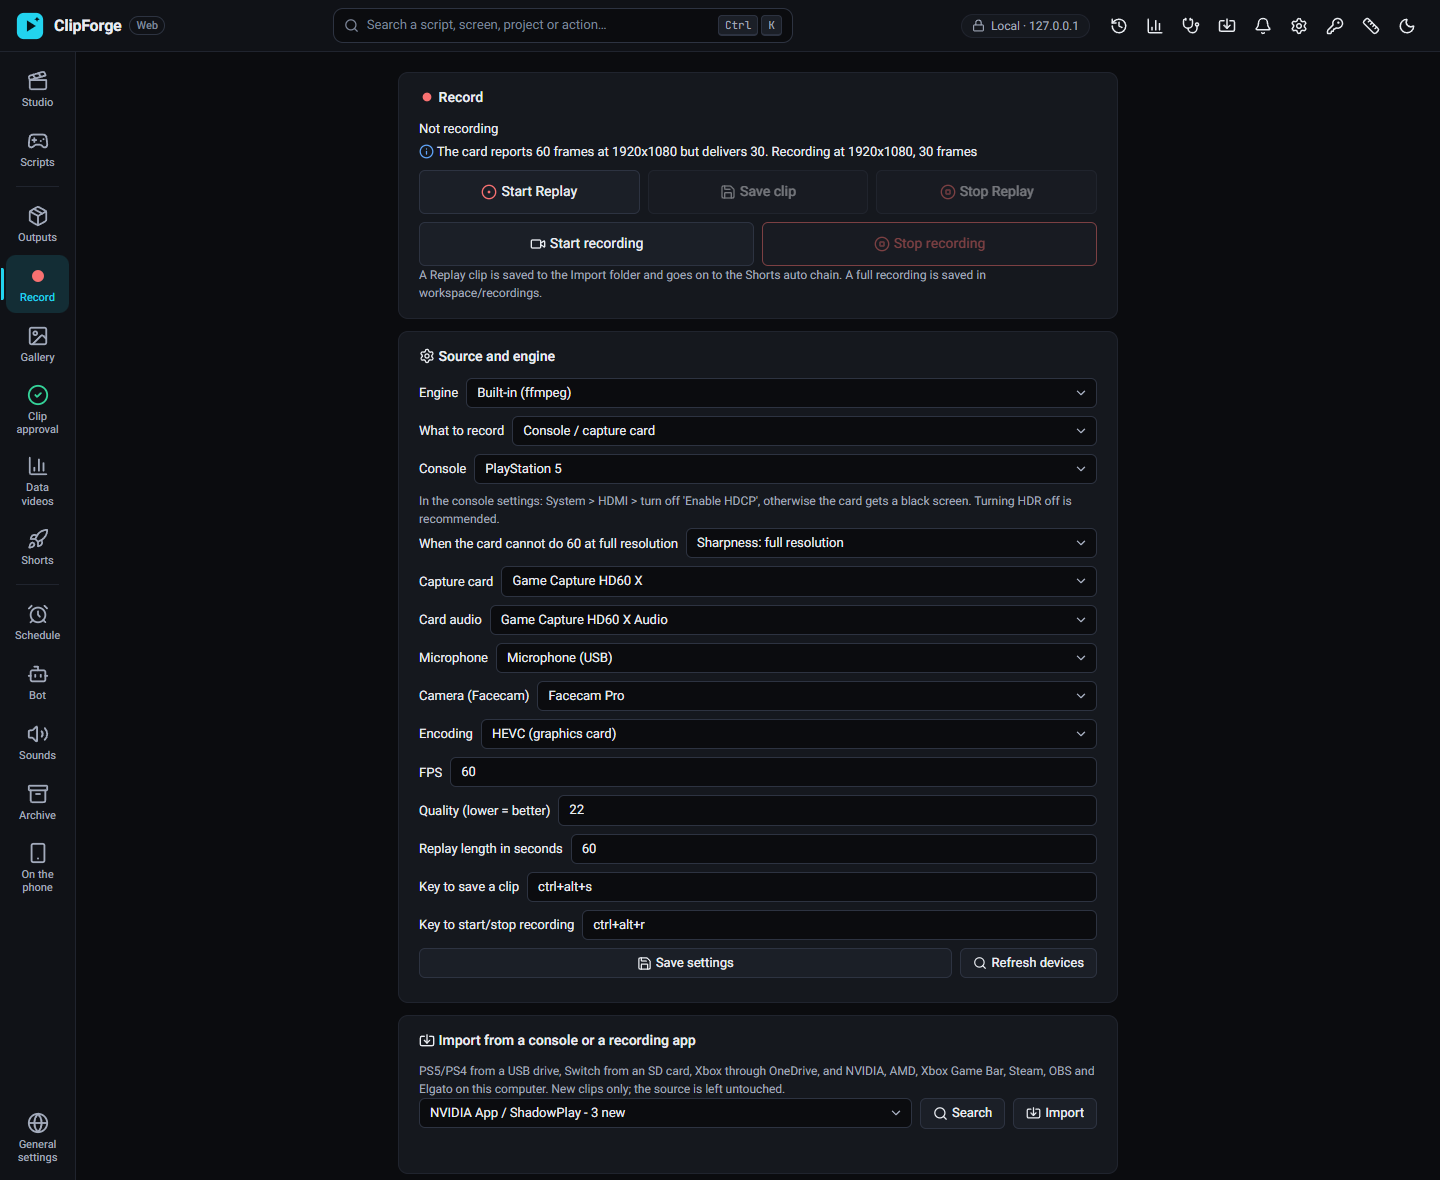 ClipForge
Web
Search a script, screen, project or action...
Ctrl
K
Local · 127.0.0.1
Studio
Scripts
Outputs
Record
Gallery
Clip
approval
Data
videos
Shorts
Schedule
Bot
Sounds
Archive
On the
phone
General
settings
Record
Not recording
The card reports 60 frames at 1920x1080 but delivers 30. Recording at 1920x1080, 30 frames
Start Replay
Save clip
Stop Replay
Start recording
Stop recording
A Replay clip is saved to the Import folder and goes on to the Shorts auto chain. A full recording is saved in
workspace/recordings.
Source and engine
Engine
Built-in (ffmpeg)
What to record
Console / capture card
Console
PlayStation 5
In the console settings: System > HDMI > turn off 'Enable HDCP', otherwise the card gets a black screen. Turning HDR off is
recommended.
When the card cannot do 60 at full resolution
Sharpness: full resolution
Capture card
Game Capture HD60 X
Card audio
Game Capture HD60 X Audio
Microphone
Microphone (USB)
Camera (Facecam)
Facecam Pro
Encoding
HEVC (graphics card)
FPS
60
Quality (lower = better)
22
Replay length in seconds
60
Key to save a clip
ctrl+alt+s
Key to start/stop recording
ctrl+alt+r
Save settings
Refresh devices
Import from a console or a recording app
PS5/PS4 from a USB drive, Switch from an SD card, Xbox through OneDrive, and NVIDIA, AMD, Xbox Game Bar, Steam, OBS and
Elgato on this computer. New clips only; the source is left untouched.
NVIDIA App / ShadowPlay - 3 new
Search
Import